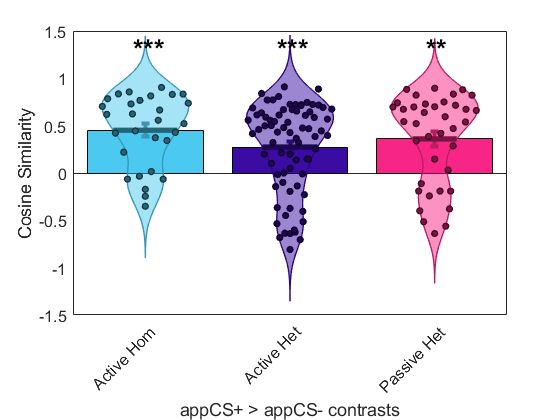 *** *** **
1.5
1
0.5
0
-0.5
-1
-1.5
Cosine Similarity
Active Hom
Active Het
Passive Het
appCS+ > appCS- contrasts